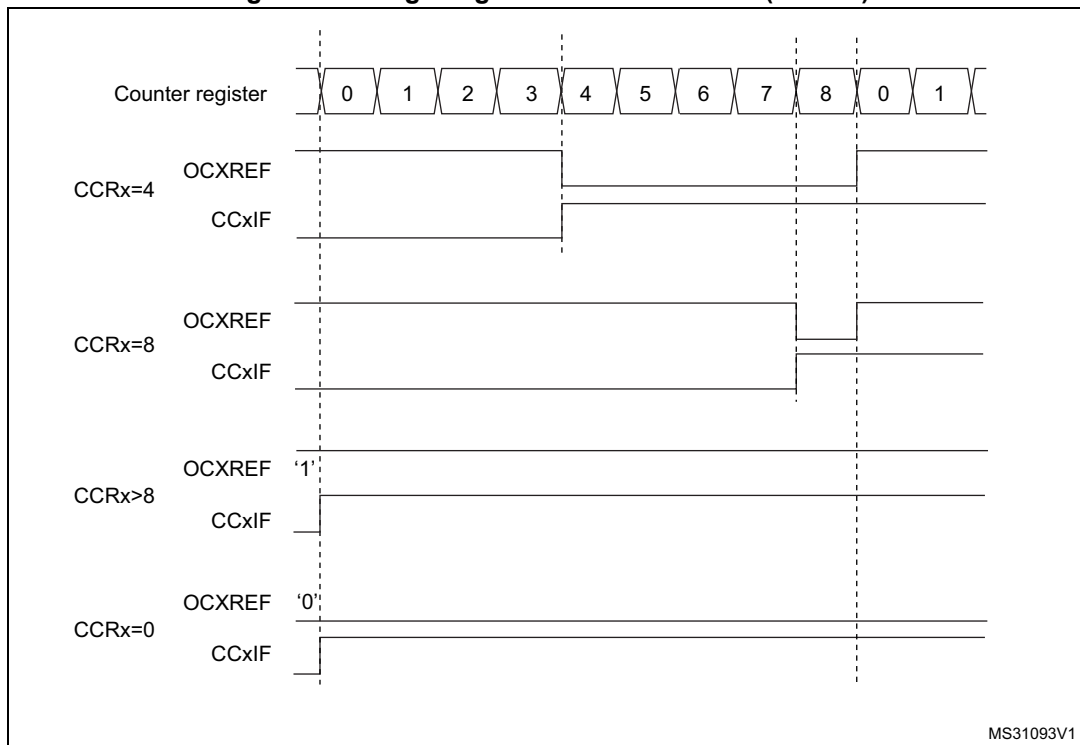 Counter register 0 1 2 3 4 5 6 7 8 0 1
OCXREF
CCRx=4
CCxIF
OCXREF
CCRx=8
CCxIF
OCXREF '1'
CCRx>8
CCxIF
OCXREF '0'
CCRx=0
CCxIF
MS31093V1